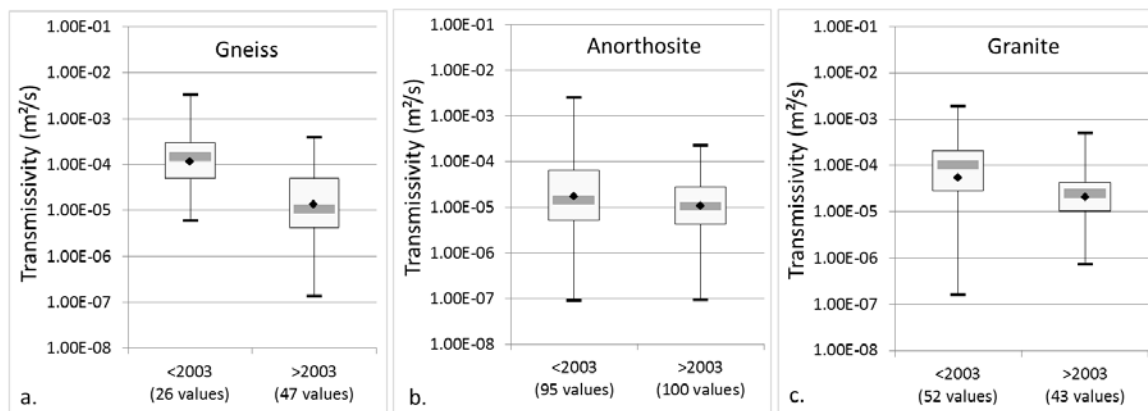 Gneiss
Transmissivity (m²/s)
1.00E-01
1.00E-02
1.00E-03
1.00E-04
1.00E-05
1.00E-06
1.00E-07
1.00E-08
<2003 >2003
(26 values) (47 values)
a.
Anorthosite
Transmissivity (m²/s)
1.00E-01
1.00E-02
1.00E-03
1.00E-04
1.00E-05
1.00E-06
1.00E-07
1.00E-08
<2003 >2003
(95 values) (100 values)
b.
Granite
Transmissivity (m²/s)
1.00E-01
1.00E-02
1.00E-03
1.00E-04
1.00E-05
1.00E-06
1.00E-07
1.00E-08
<2003 >2003
(52 values) (43 values)
c.